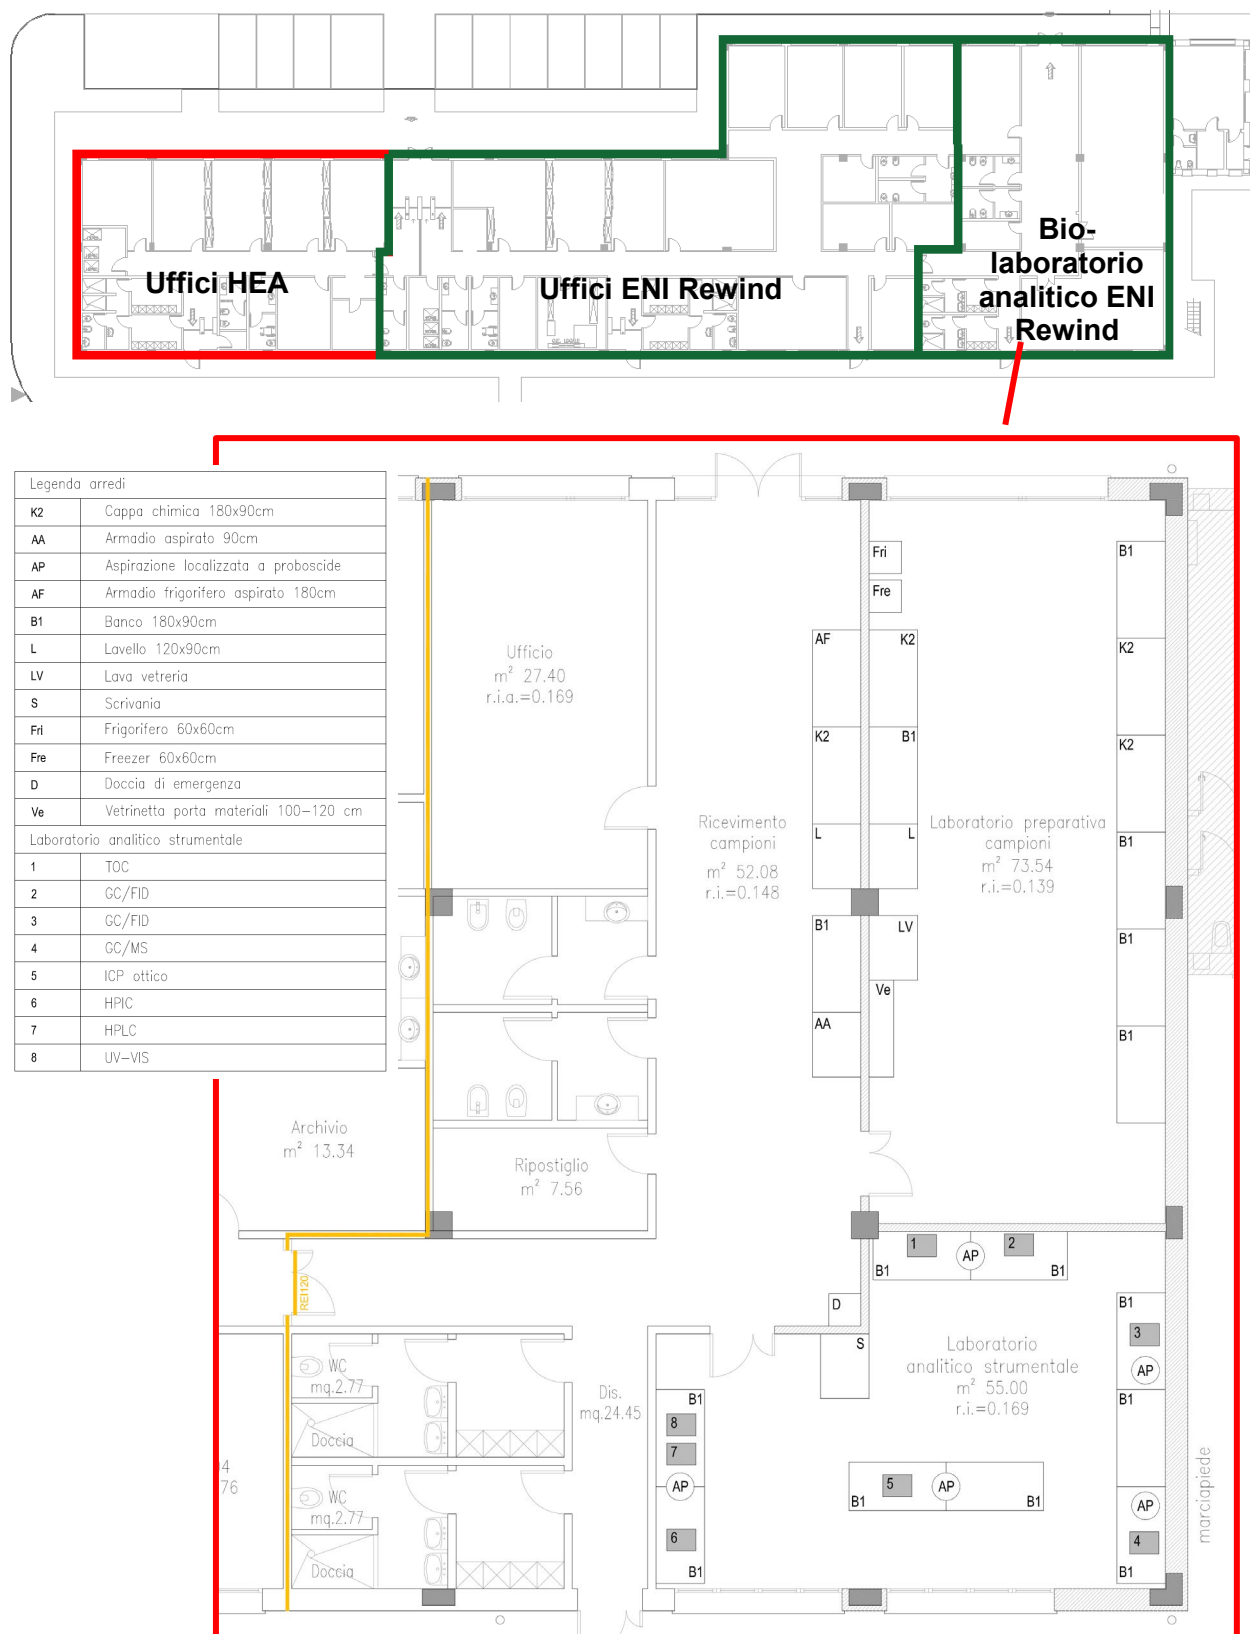 Uffici HEA
Uffici ENI Rewind
Bio-
laboratorio
analitico ENI
Rewind
Legenda arredi
K2 Cappa chimica 180x90cm
AA Armadio aspirato 90cm
AP Aspirazione localizzata a proboscide
AF Armadio frigorifero aspirato 180cm
B1 Banco 180x90cm
L Lavello 120x90cm
LV Lava vetreria
S Scrivania
Fri Frigorifero 60x60cm
Fre Freezer 60x60cm
D Doccia di emergenza
Ve Vetrinetta porta materiali 100-120 cm
Laboratorio analitico strumentale
1 TOC
2 GC/FID
3 GC/FID
4 GC/MS
5 ICP ottico
6 HPIC
7 HPLC
8 UV-VIS
Ufficio
m² 27.40
r.i.a.=0.169
Fri
Fre
AF
K2
K2
B1
L
L
B1
LV
Ve
AA
B1
K2
K2
B1
B1
B1
Ricevimento
campioni
m² 52.08
r.i.=0.148
Laboratorio preparativa
campioni
m² 73.54
r.i.=0.139
Archivio
m² 13.34
Ripostiglio
m² 7.56
REI120
D
S
1
AP
2
B1
B1
B1
3
AP
B1
AP
4
B1
Laboratorio
analitico strumentale
m² 55.00
r.i.=0.169
WC
mq.2.77
Doccia
WC
mq.2.77
Doccia
Dis.
mq.24.45
B1
8
7
AP
6
B1
5
AP
B1
B1
4
76
marciapiede